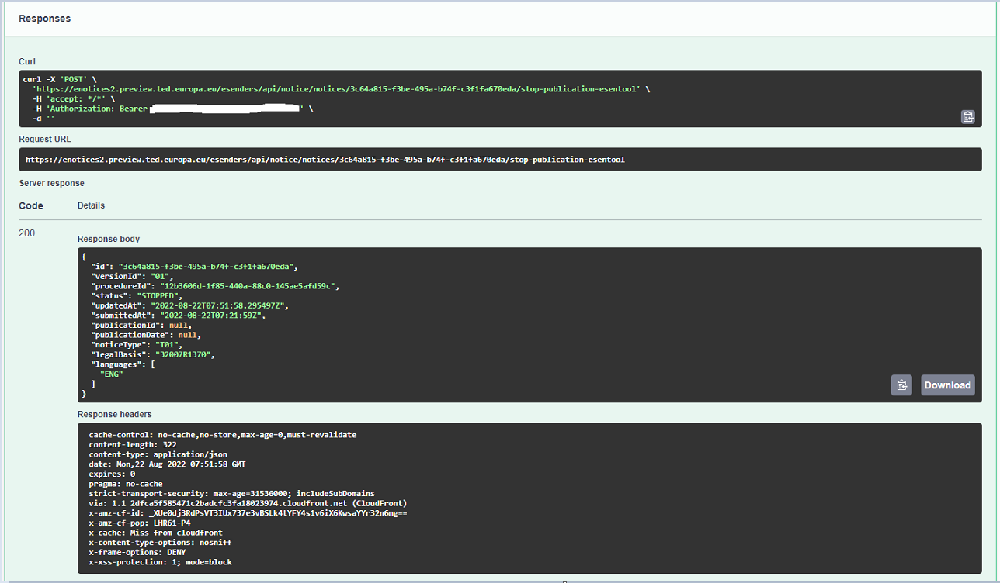 Responses
Curl
curl -X 'POST' \
'https://enotices2.preview.ted.europa.eu/esenders/api/notice/notices/3c64a815-f3be-495a-b74f-c3f1fa670eda/stop-publication-esentool' \
-H 'accept: */*' \
-H 'Authorization: Bearer ' \
-d ''
Request URL
https://enotices2.preview.ted.europa.eu/esenders/api/notice/notices/3c64a815-f3be-495a-b74f-c3f1fa670eda/stop-publication-esentool
Server response
Code Details
200
Response body
{
"id": "3c64a815-f3be-495a-b74f-c3f1fa670eda",
"versionId": "01",
"procedureId": "12b3606d-1f85-440a-88c0-145ae5afd59c",
"status": "STOPPED",
"updatedAt": "2022-08-22T07:51:58.295497Z",
"submittedAt": "2022-08-22T07:21:59Z",
"publicationId": null,
"publicationDate": null,
"noticeType": "T01",
"legalBasis": "32007R1370",
"languages": [
"ENG"
]
}
Download
Response headers
cache-control: no-cache,no-store,max-age=0,must-revalidate
content-length: 322
content-type: application/json
date: Mon,22 Aug 2022 07:51:58 GMT
expires: 0
pragma: no-cache
strict-transport-security: max-age=31536000; includeSubDomains
via: 1.1 2dfca5f585471c2badcfc3fa18023974.cloudfront.net (CloudFront)
x-amz-cf-id: _XUe0dj3RdPsVT3IUx737e3vB5Lk4tYFY4s1v6iX6KwsaYYr32n6mg==
x-amz-cf-pop: LHR61-P4
x-cache: Miss from cloudfront
x-content-type-options: nosniff
x-frame-options: DENY
x-xss-protection: 1; mode=block